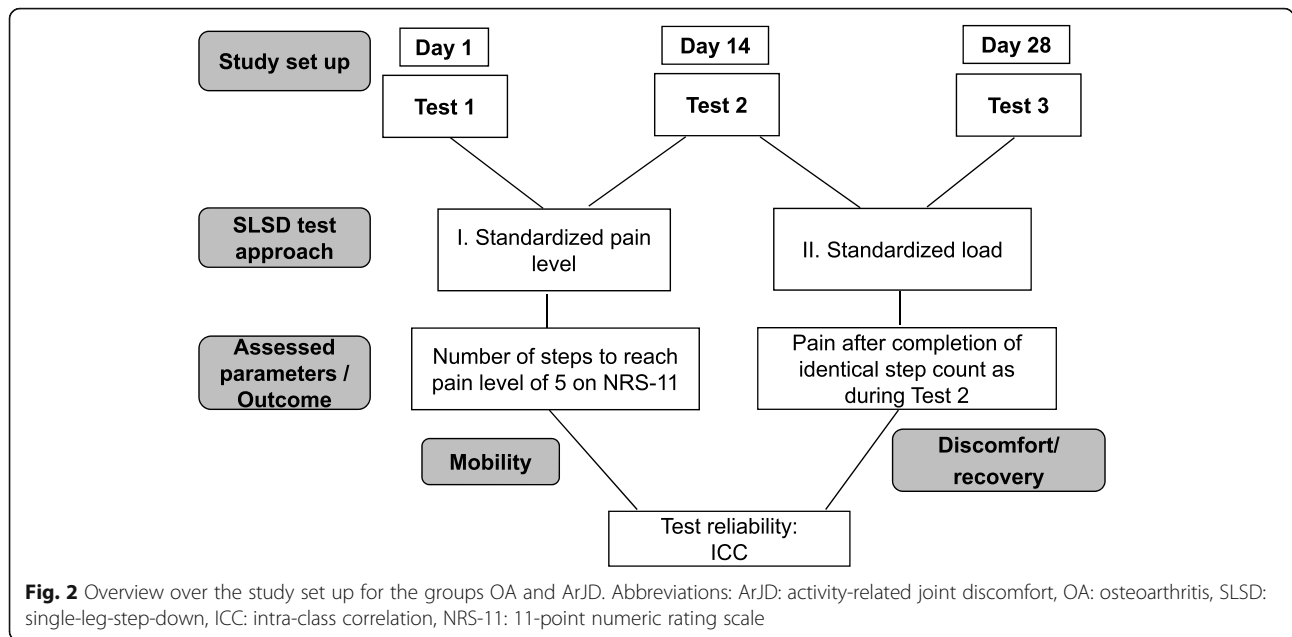 Study set up
Day 1
Day 14
Day 28
Test 1
Test 2
Test 3
SLSD test
approach
I. Standardized pain
level
II. Standardized load
Assessed
parameters /
Outcome
Number of steps to reach
pain level of 5 on NRS-11
Pain after completion of
identical step count as
during Test 2
Mobility
Discomfort/
recovery
Test reliability:
ICC
Fig. 2 Overview over the study set up for the groups OA and ArJD. Abbreviations: ArJD: activity-related joint discomfort, OA: osteoarthritis, SLSD:
single-leg-step-down, ICC: intra-class correlation, NRS-11: 11-point numeric rating scale